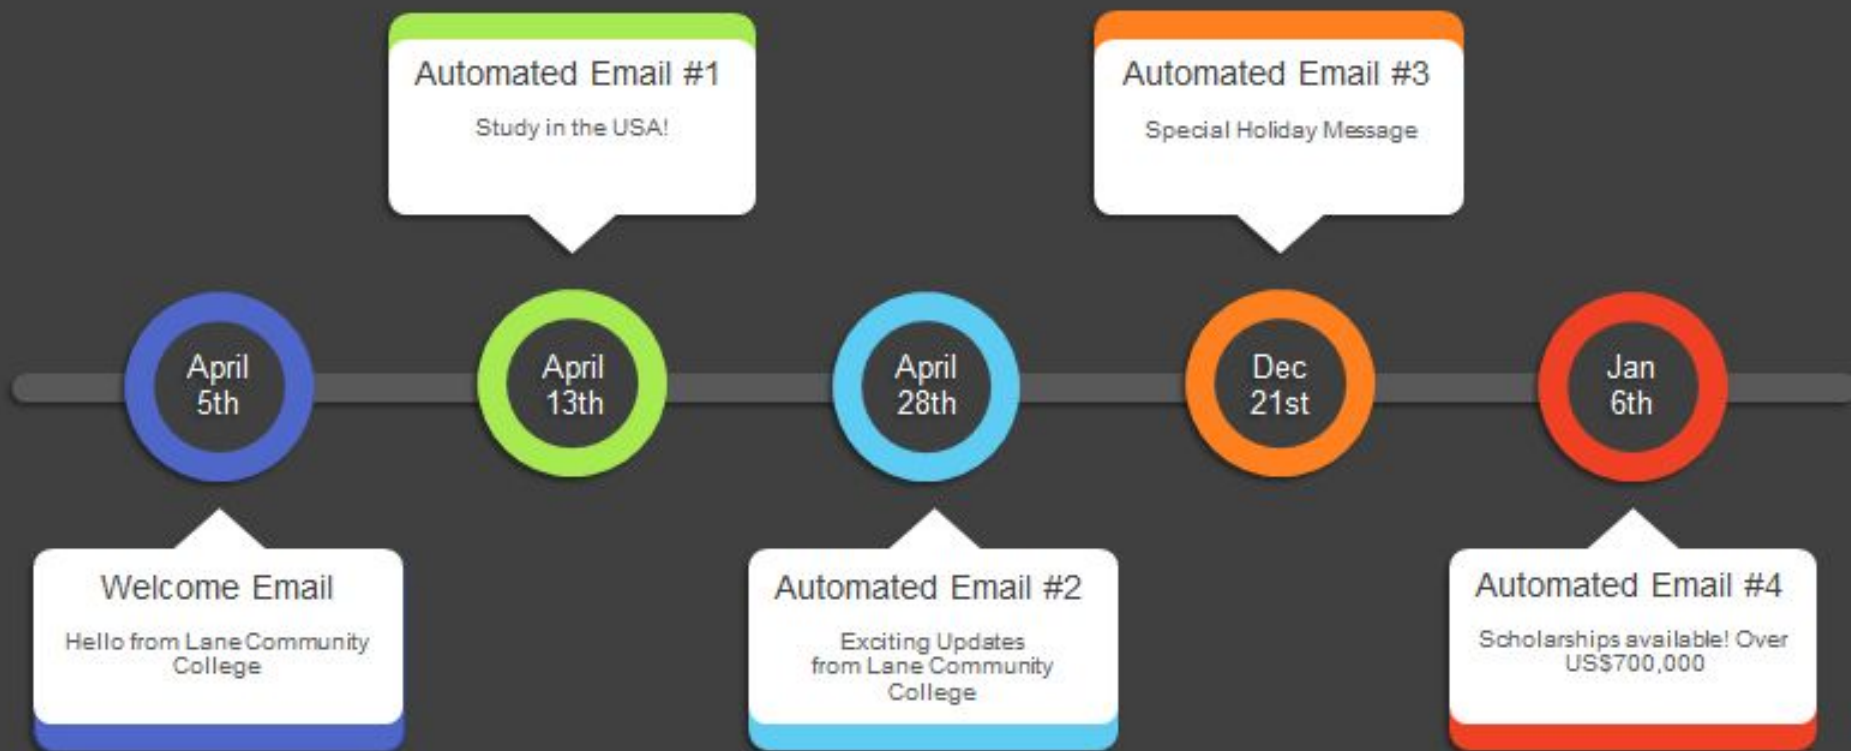 Automated Email #1
Study in the USA!
Automated Email #3
Special Holiday Message
April
5th
April
13th
April
28th
Dec
21st
Jan
6th
Welcome Email
Hello from Lane Community
College
Automated Email #2
Exciting Updates
from Lane Community
College
Automated Email #4
Scholarships available! Over
US$700,000